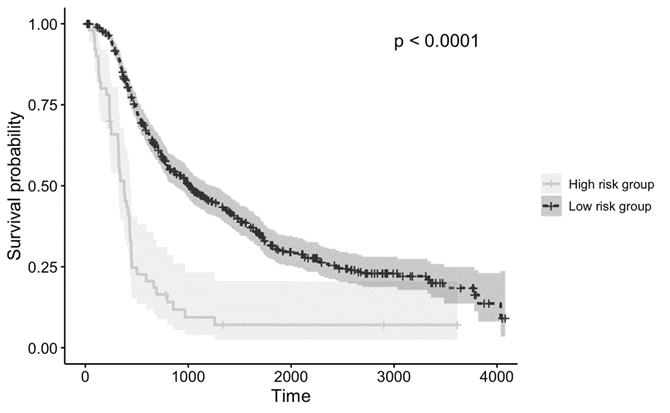 1.00
0.75
0.50
0.25
0.00
Survival probability
p < 0.0001
0 1000 2000 3000 4000
Time
High risk group
Low risk group